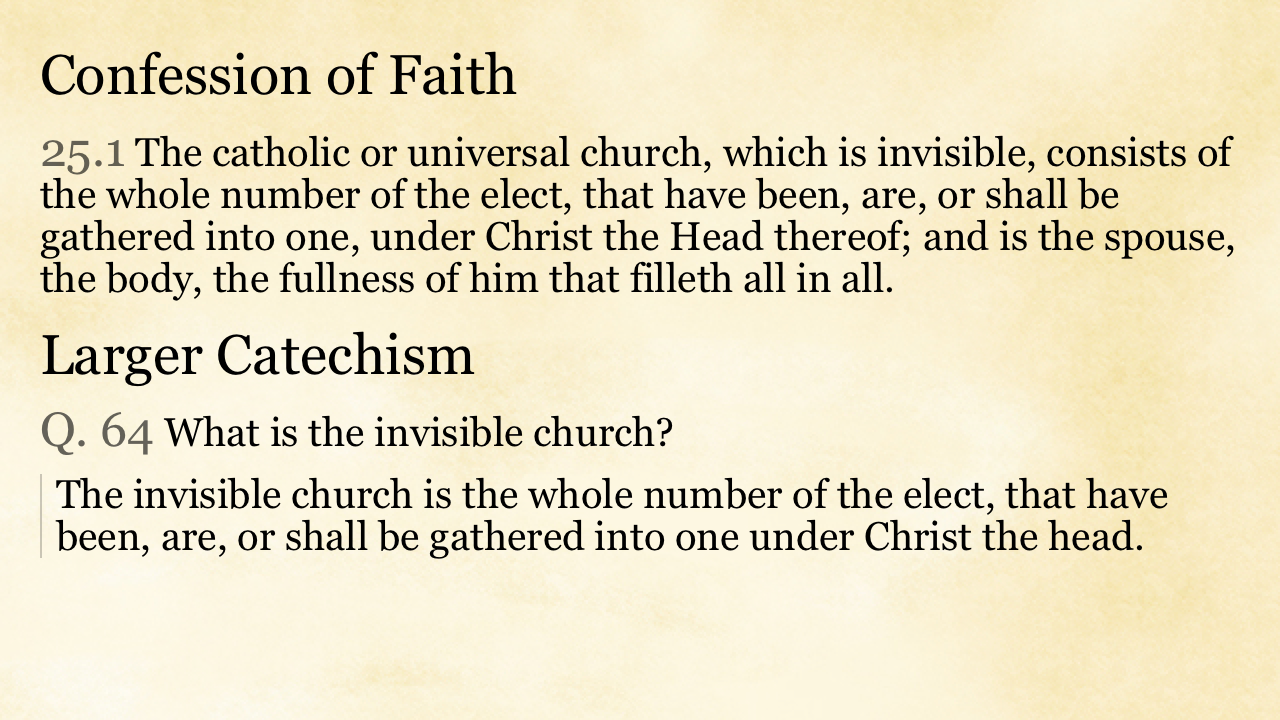 Confession of Faith
25.1 The catholic or universal church, which is invisible, consists of
the whole number of the elect, that have been, are, or shall be
gathered into one, under Christ the Head thereof; and is the spouse,
the body, the fullness of him that filleth all in all.
Larger Catechism
Q. 64 What is the invisible church?
The invisible church is the whole number of the elect, that have
been, are, or shall be gathered into one under Christ the head.